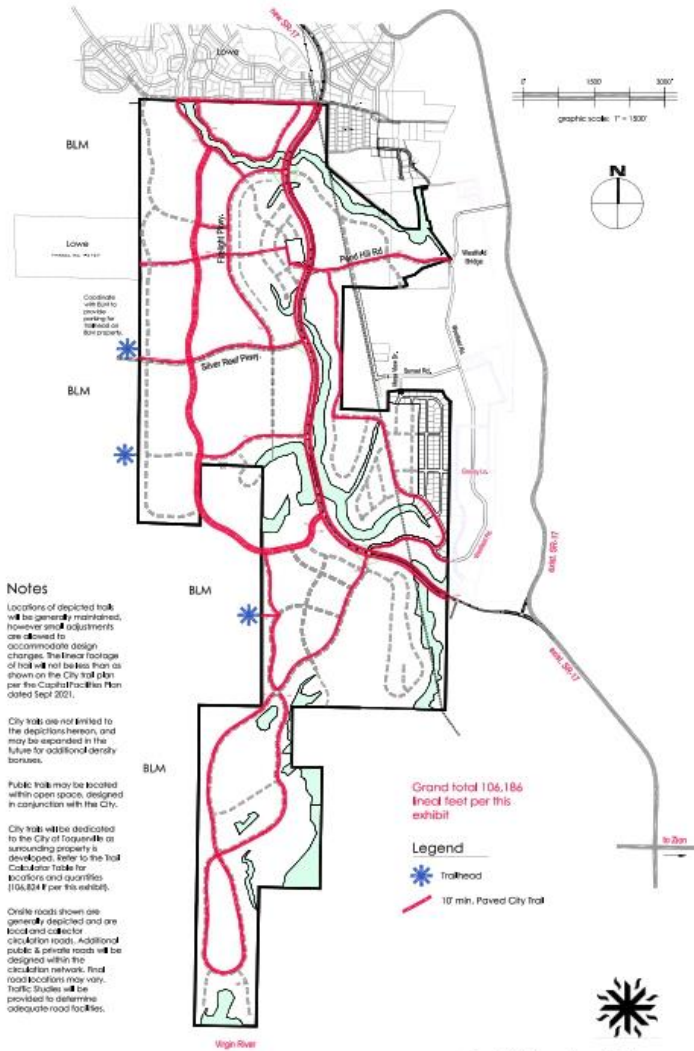 new SR-17
Lowe
0' 1500 3000'
graphic scale: 1" = 1500'
BLM
N
Lowe
Firelight Pkwy.
Pond Hill Rd
Westfield
Bridge
Coordinate
with BLM to
provide
parking for
trailhead on
BLM property.
Silver Reef Pkwy.
Westfield Rd.
Sunset Rd.
BLM
Westfield Rd.
exist. SR-17
Notes
Locations of depicted trails
will be generally maintained,
however small adjustments
are allowed to
accommodate design
changes. The linear footage
of trail will not be less than as
shown on the City trail plan
per the Capital Facilities Plan
dated Sept 2021.
City trails are not limited to
the depictions hereon, and
may be expanded in the
future for additional density
bonuses.
Public trails may be located
within open space, designed
in conjunction with the City.
City trails will be dedicated
to the City of Toquerville as
surrounding property is
developed. Refer to the Trail
Calculator Table for
locations and quantities
(106,824 lf per this exhibit).
Onsite roads shown are
generally depicted and are
local and collector
circulation roads. Additional
public & private roads will be
designed within the
circulation network. Final
road locations may vary.
Traffic Studies will be
provided to determine
adequate road facilities.
BLM
exist. SR-17
BLM
Grand total 106,186
lineal feet per this
exhibit
to Zion
Legend
Trailhead
10' min. Paved City Trail
Virgin River